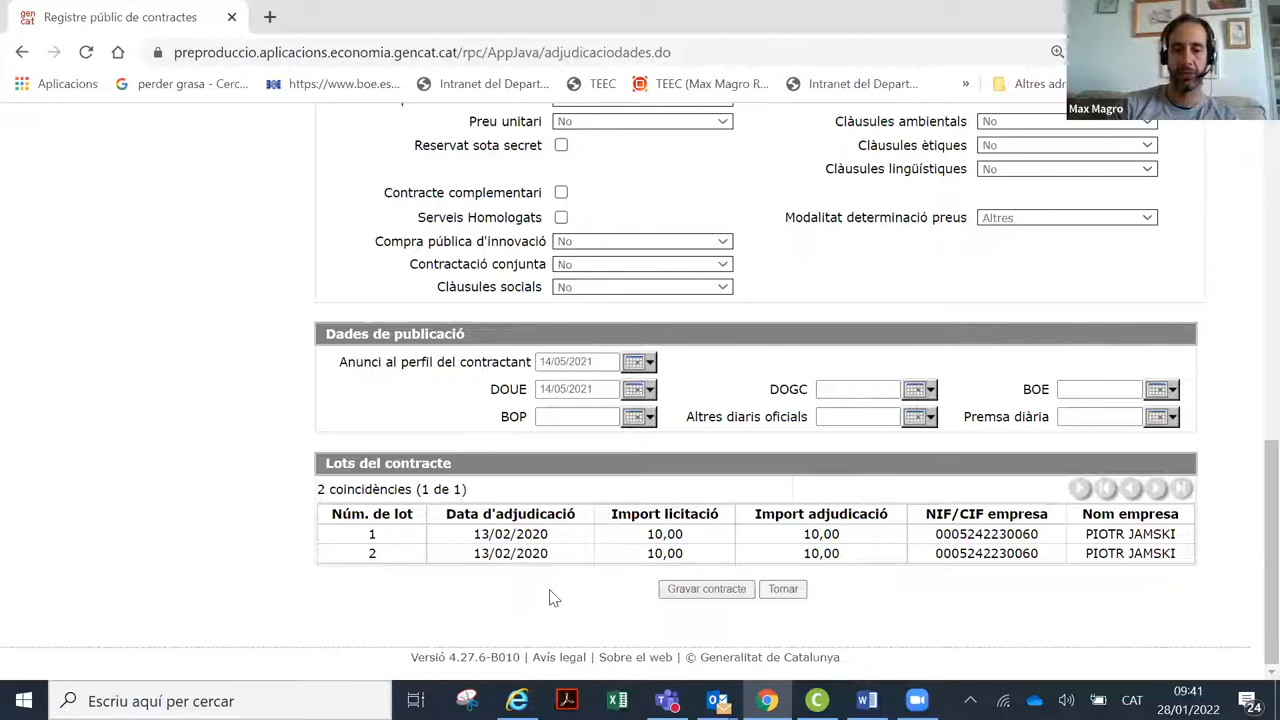 gen
cat
Registre públic de contractes
preproduccio.aplicacions.economia.gencat.cat/rpc/AppJava/adjudicaciodades.do
Aplicacions
perder grasa - Cerc...
https://www.boe.es...
Intranet del Depart...
TEEC
TEEC (Max Magro R...
Intranet del Depart...
»
Altres adr
Max Magro
Preu unitari No
Clàusules ambientals No
Reservat sota secret
Clàusules ètiques No
Clàusules lingüístiques No
Contracte complementari
Serveis Homologats
Modalitat determinació preus Altres
Compra pública d'innovació No
Contractació conjunta No
Clàusules socials No
Dades de publicació
Anunci al perfil del contractant 14/05/2021
DOUE 14/05/2021 DOGC BOE
BOP Altres diaris oficials Premsa diària
Lots del contracte
2 coincidències (1 de 1)
Núm. de lot Data d'adjudicació Import licitació Import adjudicació NIF/CIF empresa Nom empresa
1 13/02/2020 10,00 10,00 0005242230060 PIOTR JAMSKI
2 13/02/2020 10,00 10,00 0005242230060 PIOTR JAMSKI
Gravar contracte Tornar
Versió 4.27.6-B010 | Avís legal | Sobre el web | © Generalitat de Catalunya
Escriu aquí per cercar
CAT
09:41
28/01/2022
24